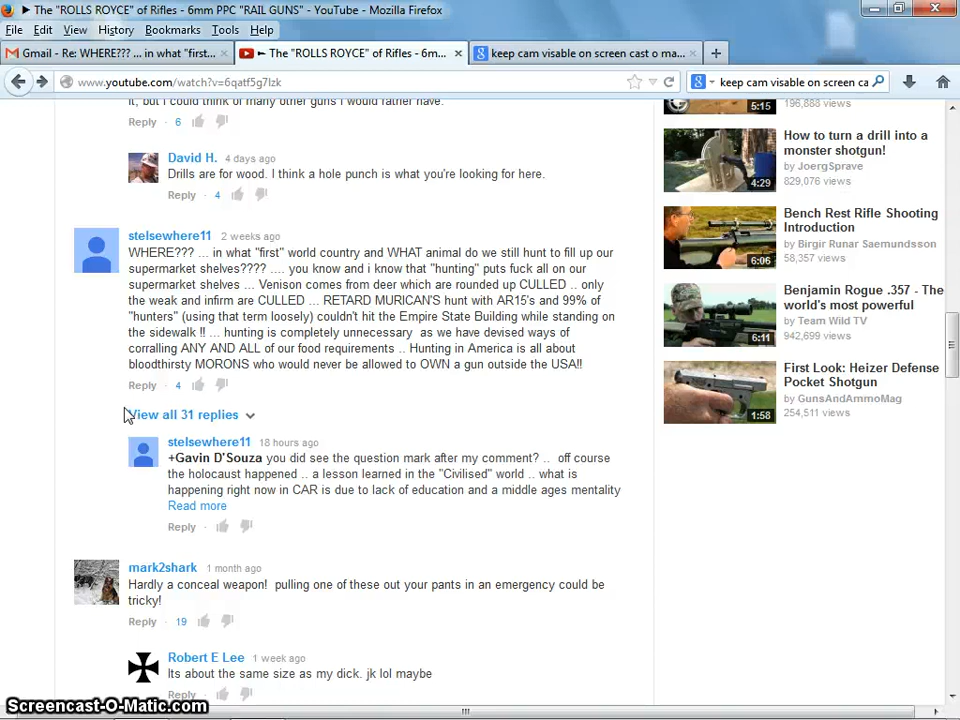 The "ROLLS ROYCE" of Rifles - 6mm PPC "RAIL GUNS" - YouTube - Mozilla Firefox
File Edit View History Bookmarks Tools Help
Gmail - Re: WHERE??? ... in what "first...
The "ROLLS ROYCE" of Rifles - 6m...
keep cam visable on screen cast o ma...
www.youtube.com/watch?v=6qatf5g7lzk
keep cam visable on screen ca
it, but i could think of many other guns I would rather have.
Reply · 6
David H. 4 days ago
Drills are for wood. I think a hole punch is what you're looking for here.
Reply · 4
stelsewhere11 2 weeks ago
WHERE??? ... in what "first" world country and WHAT animal do we still hunt to fill up our
supermarket shelves???? .... you know and i know that "hunting" puts fuck all on our
supermarket shelves ... Venison comes from deer which are rounded up CULLED .. only
the weak and infirm are CULLED ... RETARD MURICAN'S hunt with AR15's and 99% of
"hunters" (using that term loosely) couldn't hit the Empire State Building while standing on
the sidewalk !! ... hunting is completely unnecessary as we have devised ways of
corralling ANY AND ALL of our food requirements .. Hunting in America is all about
bloodthirsty MORONS who would never be allowed to OWN a gun outside the USA!!
Reply · 4
View all 31 replies
stelsewhere11 18 hours ago
+Gavin D'Souza you did see the question mark after my comment? .. off course
the holocaust happened .. a lesson learned in the "Civilised" world .. what is
happening right now in CAR is due to lack of education and a middle ages mentality
Read more
Reply ·
mark2shark 1 month ago
Hardly a conceal weapon! pulling one of these out your pants in an emergency could be
tricky!
Reply · 19
Robert E Lee 1 week ago
Its about the same size as my dick. jk lol maybe
Reply ·
5:15
196,888 views
How to turn a drill into a
monster shotgun!
by JoergSprave
829,076 views
4:29
Bench Rest Rifle Shooting
Introduction
by Birgir Runar Saemundsson
58,357 views
6:06
Benjamin Rogue .357 - The
world's most powerful
by Team Wild TV
942,699 views
6:11
First Look: Heizer Defense
Pocket Shotgun
by GunsAndAmmoMag
254,511 views
1:58
Screencast-O-Matic.com